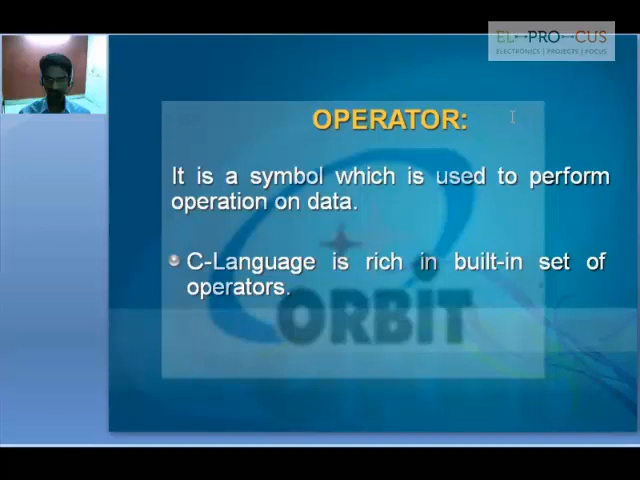 EL PRO CUS
ELECTRONICS | PROJECTS | FOCUS
OPERATOR:
It is a symbol which is used to perform
operation on data.
C-Language is rich in built-in set of
operators.
ORBIT